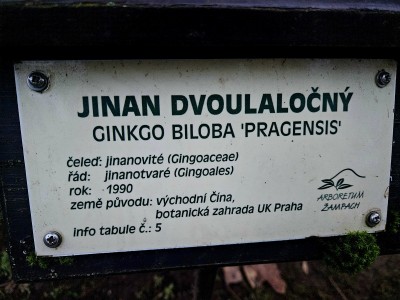 JINAN DVOULALOČNÝ
GINKGO BILOBA 'PRAGENSIS'
čeleď: jinanovité (Gingoaceae)
řád: jinanotvaré (Gingoales)
rok: 1990
země původu: východní Čína,
botanická zahrada UK Praha
info tabule č.: 5
ARBORETUM
ŽAMPACH